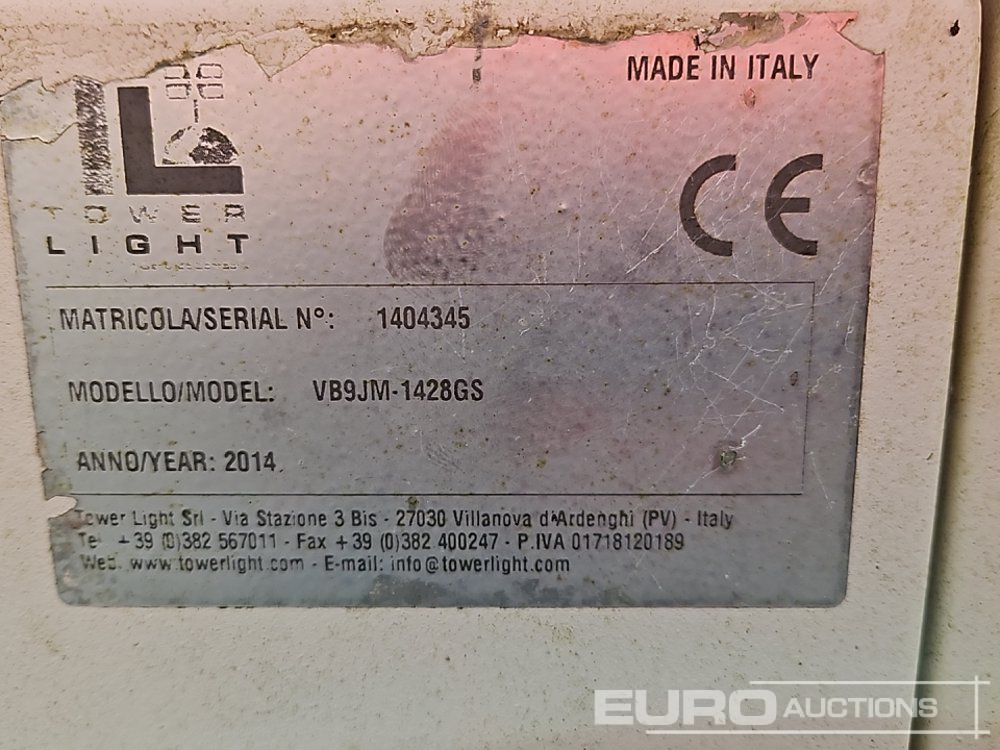 MADE IN ITALY
TL
TOWER
LIGHT
CE
MATRICOLA/SERIAL N°: 1404345
MODELLO/MODEL: VB9JM-1428GS
ANNO/YEAR: 2014
Tower Light Srl - Via Stazione 3 Bis - 27030 Villanova d'Ardenghi (PV) - Italy
Tel +39 (0)382 567011 - Fax +39 (0)382 400247 - P.IVA 01718120189
Web. www.towerlight.com - E-mail: info@towerlight.com
EURO AUCTIONS